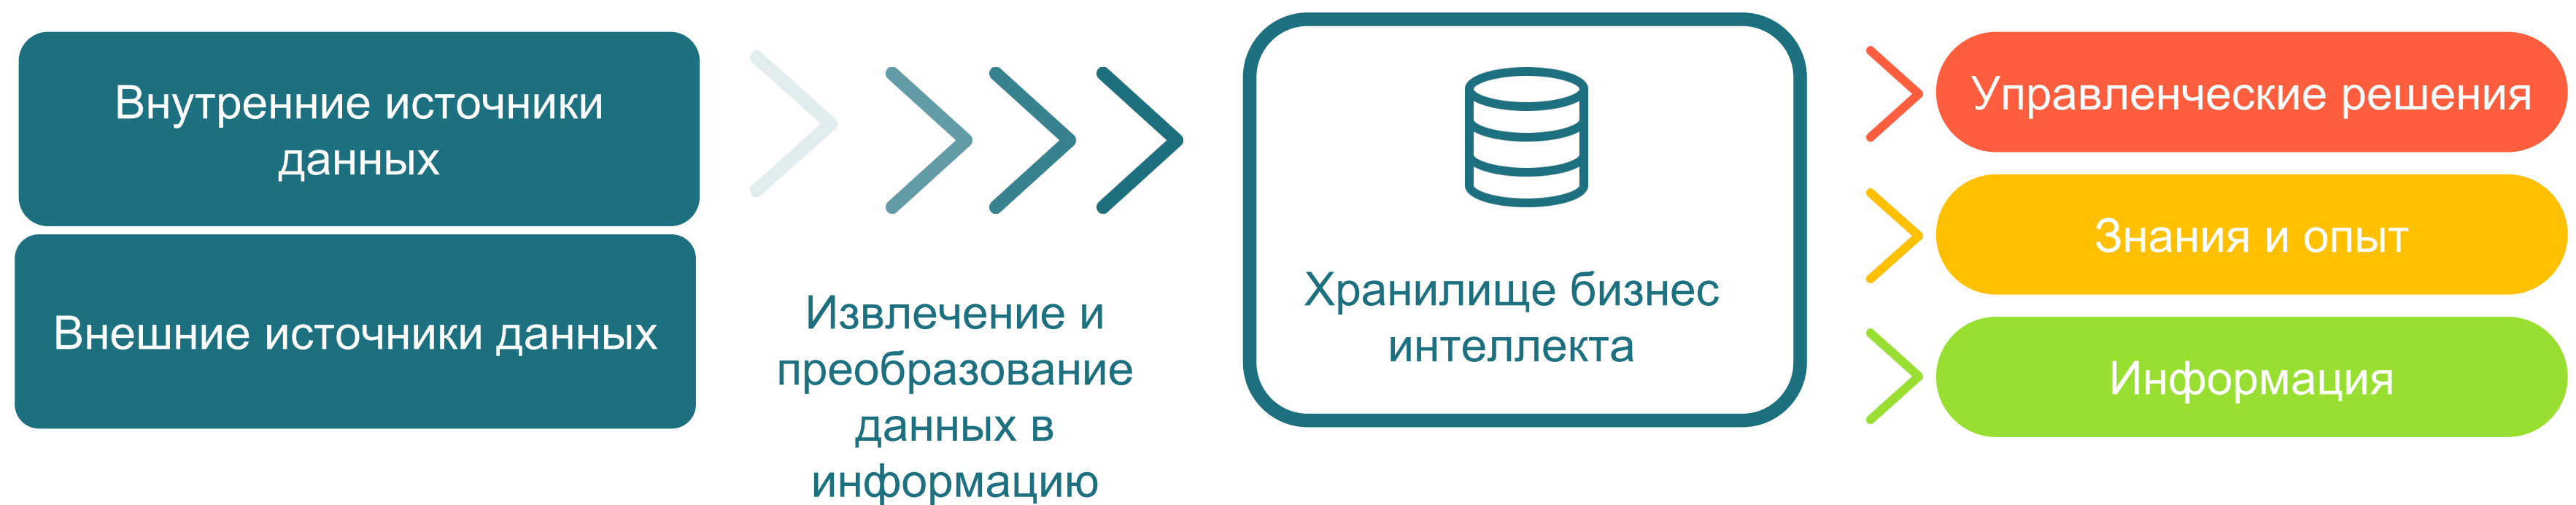 Внутренние источники
данных
Внешние источники данных
Извлечение и
преобразование
данных в
информацию
Хранилище бизнес
интеллекта
Управленческие решения
Знания и опыт
Информация